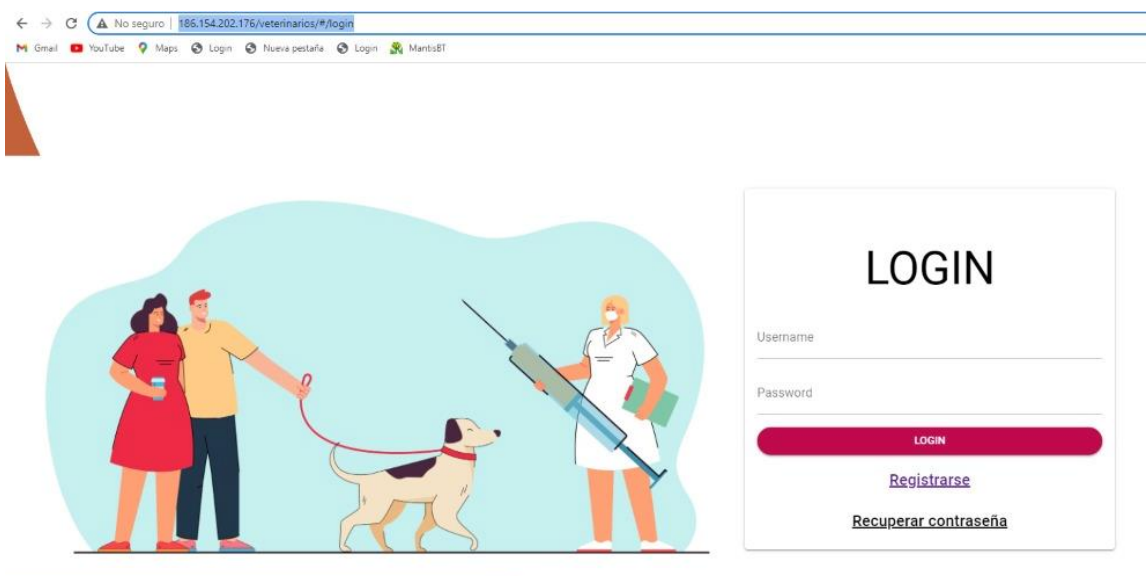 No seguro | 186.154.202.176/veterinarios/#/login
Gmail YouTube Maps Login Nueva pestaña Login MantisBT
LOGIN
Username
Password
LOGIN
Registrarse
Recuperar contraseña